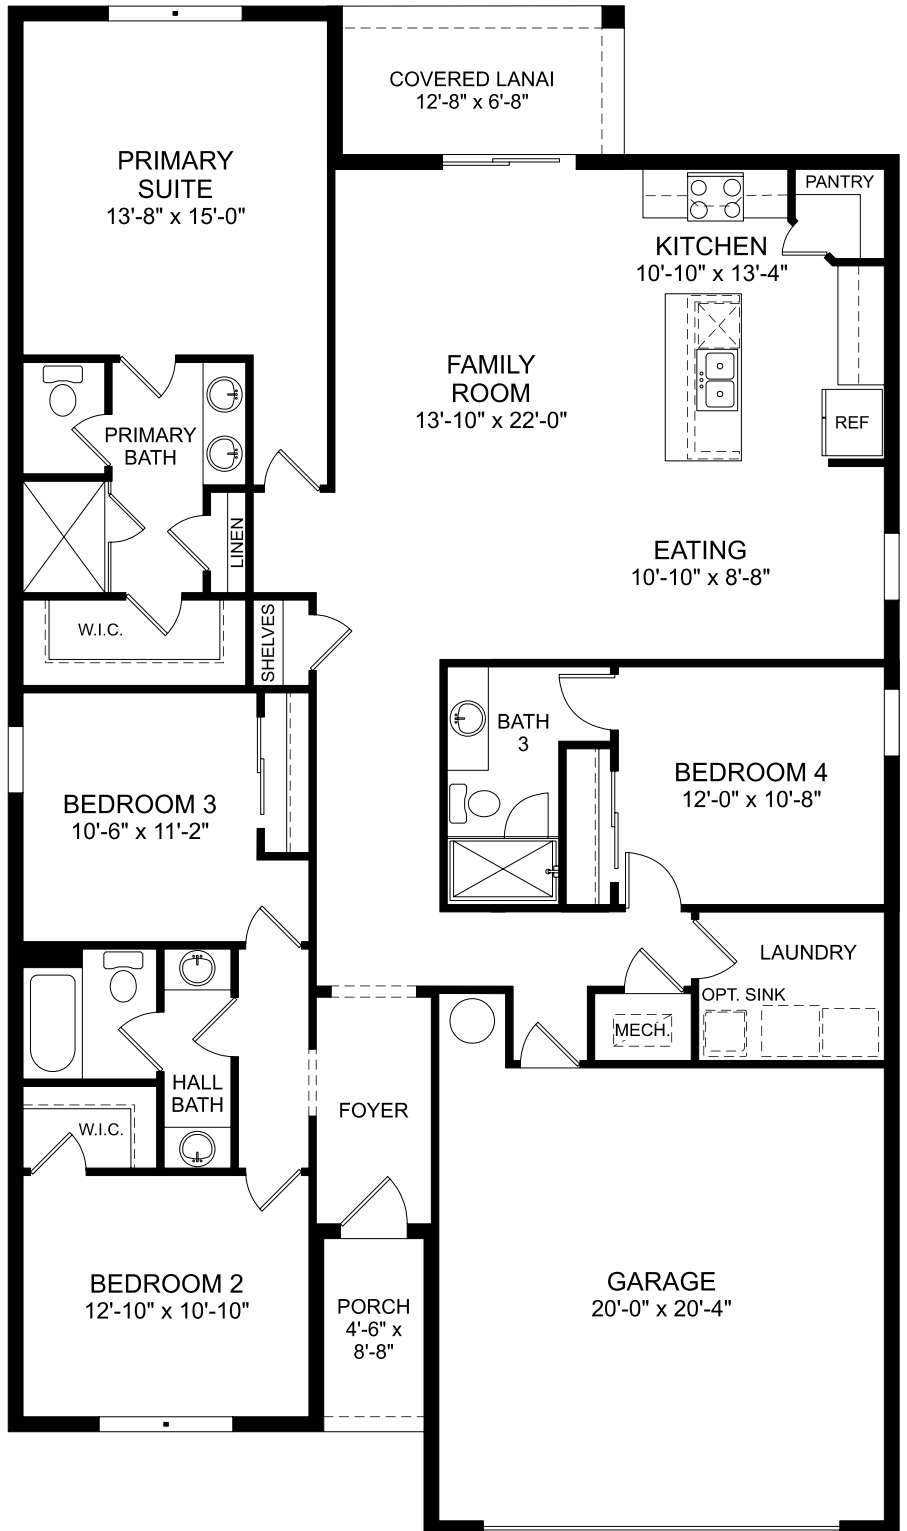 COVERED LANAI
12'-8" x 6'-8"
PRIMARY
SUITE
13'-8" x 15'-0"
PANTRY
KITCHEN
10'-10" x 13'-4"
FAMILY
ROOM
13'-10" x 22'-0"
REF
PRIMARY
BATH
LINEN
EATING
10'-10" x 8'-8"
W.I.C.
SHELVES
BATH
3
BEDROOM 4
12'-0" x 10'-8"
BEDROOM 3
10'-6" x 11'-2"
LAUNDRY
OPT. SINK
MECH.
HALL
BATH
FOYER
W.I.C.
BEDROOM 2
12'-10" x 10'-10"
PORCH
4'-6" x
8'-8"
GARAGE
20'-0" x 20'-4"